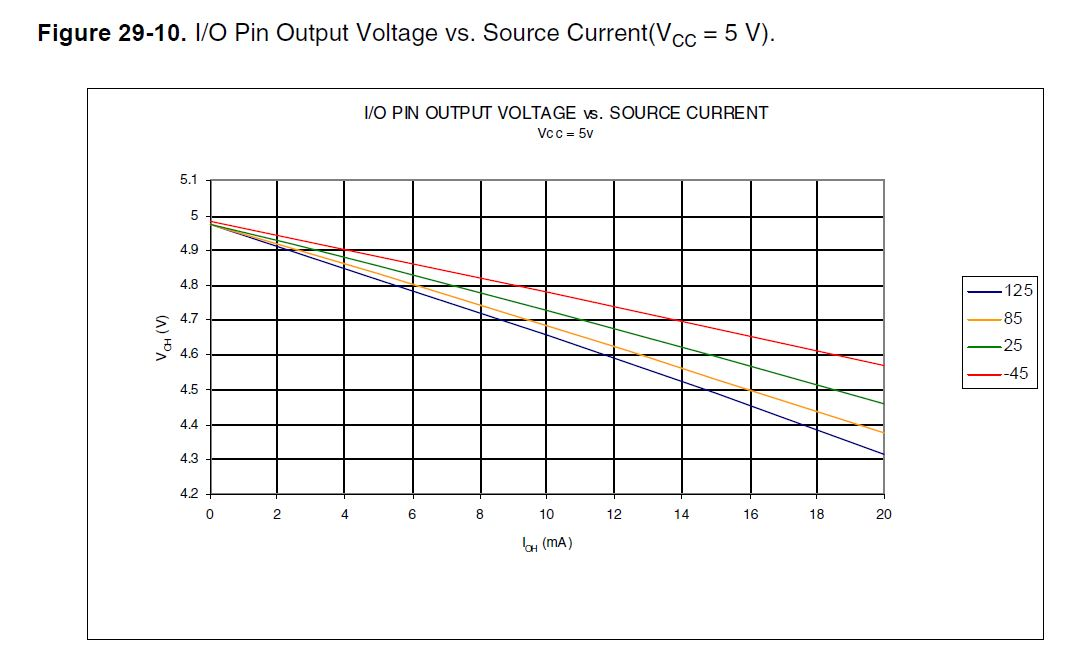 Figure 29-10. I/O Pin Output Voltage vs. Source Current(VCC = 5 V).
I/O PIN OUTPUT VOLTAGE vs. SOURCE CURRENT
Vcc = 5v
5.1
5
4.9
4.8
4.7
4.6
4.5
4.4
4.3
4.2
VOH (V)
0 2 4 6 8 10 12 14 16 18 20
IOH (mA)
125
85
25
-45